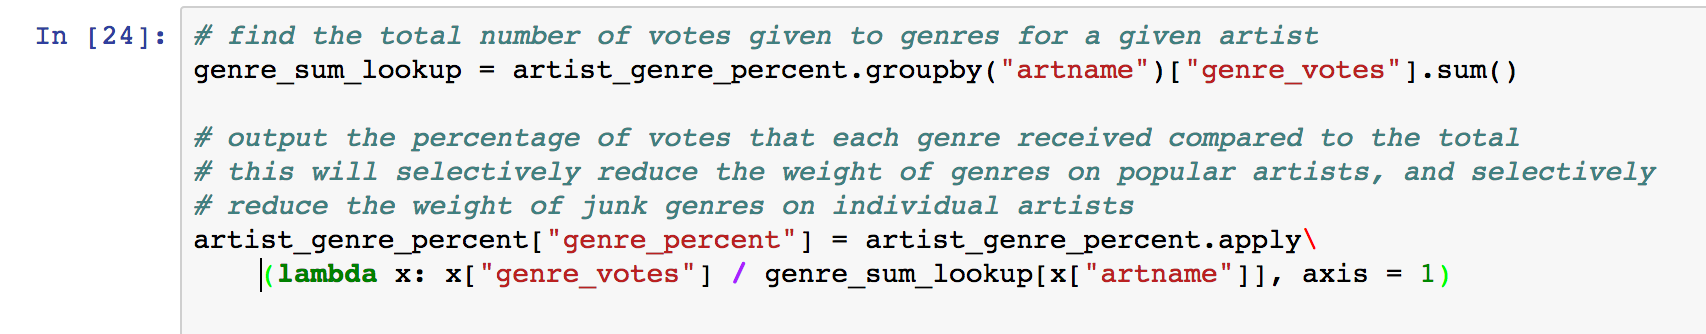 In [24]: # find the total number of votes given to genres for a given artist
genre_sum_lookup = artist_genre_percent.groupby("artname")["genre_votes"].sum()
# output the percentage of votes that each genre received compared to the total
# this will selectively reduce the weight of genres on popular artists, and selectively
# reduce the weight of junk genres on individual artists
artist_genre_percent["genre_percent"] = artist_genre_percent.apply\
(lambda x: x["genre_votes"] / genre_sum_lookup[x["artname"]], axis = 1)